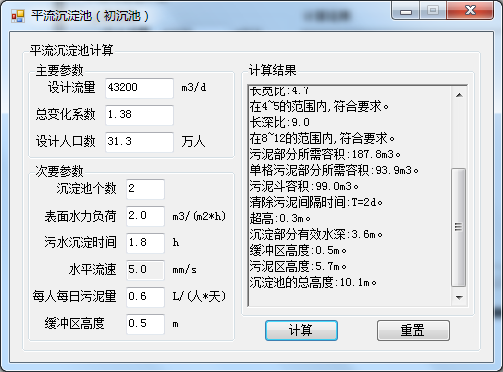 平流沉淀池（初沉池）
平流沉淀池计算
主要参数
设计流量 43200 m3/d
总变化系数 1.38
设计人口数 31.3 万人
次要参数
沉淀池个数 2
表面水力负荷 2.0 m3/(m2*h)
污水沉淀时间 1.8 h
水平流速 5.0 mm/s
每人每日污泥量 0.6 L/(人*天)
缓冲区高度 0.5 m
计算结果
长宽比:4.7
在4~5的范围内,符合要求。
长深比:9.0
在8~12的范围内,符合要求。
污泥部分所需容积:187.8m3。
单格污泥部分所需容积:93.9m3。
污泥斗容积:99.0m3。
清除污泥间隔时间:T=2d。
超高:0.3m。
沉淀部分有效水深:3.6m。
缓冲区高度:0.5m。
污泥区高度:5.7m。
沉淀池的总高度:10.1m。
计算
重置